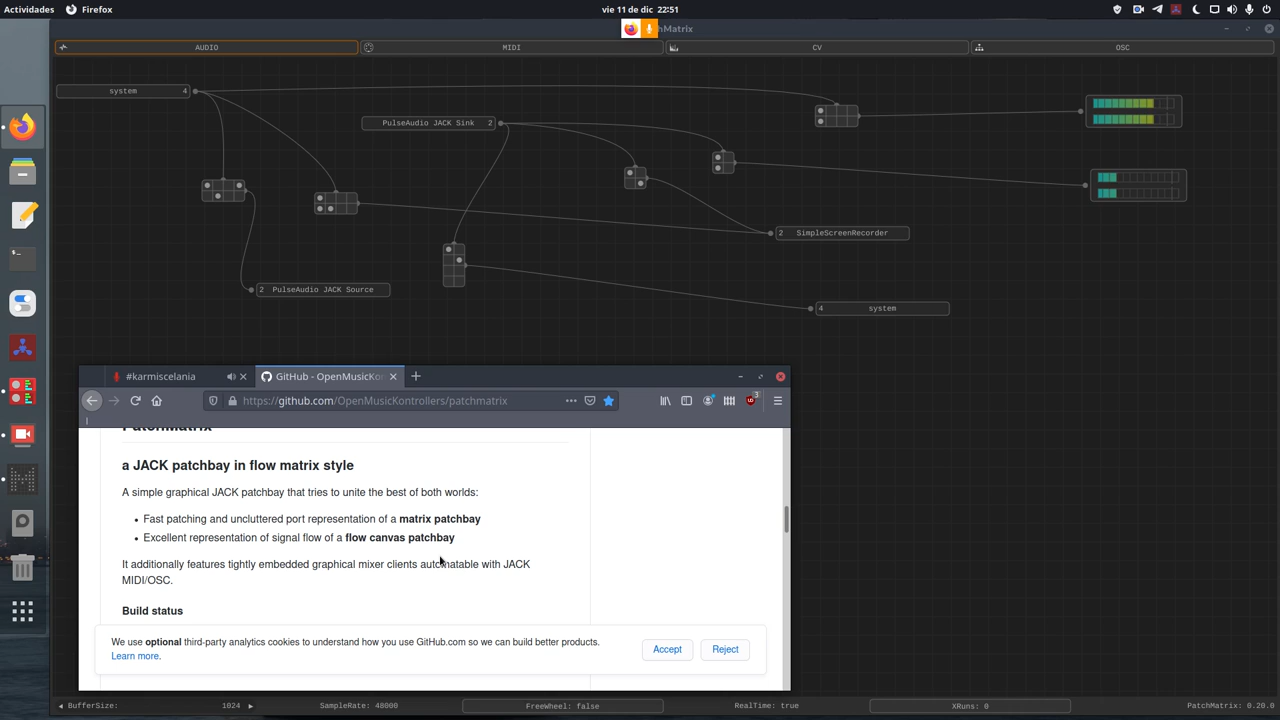 Actividades Firefox vie 11 de dic 22:51
hMatrix
AUDIO MIDI CV OSC
system 4
PulseAudio JACK Sink 2
2 SimpleScreenRecorder
2 PulseAudio JACK Source
4 system
#karmiscelania GitHub - OpenMusicKo
https://github.com/OpenMusicKontrollers/patchmatrix
3
PatchMatrix
a JACK patchbay in flow matrix style
A simple graphical JACK patchbay that tries to unite the best of both worlds:
• Fast patching and uncluttered port representation of a matrix patchbay
• Excellent representation of signal flow of a flow canvas patchbay
It additionally features tightly embedded graphical mixer clients automatable with JACK
MIDI/OSC.
Build status
We use optional third-party analytics cookies to understand how you use GitHub.com so we can build better products.
Learn more.
Accept Reject
BufferSize: 1024 SampleRate: 48000 FreeWheel: false RealTime: true XRuns: 0 PatchMatrix: 0.20.0